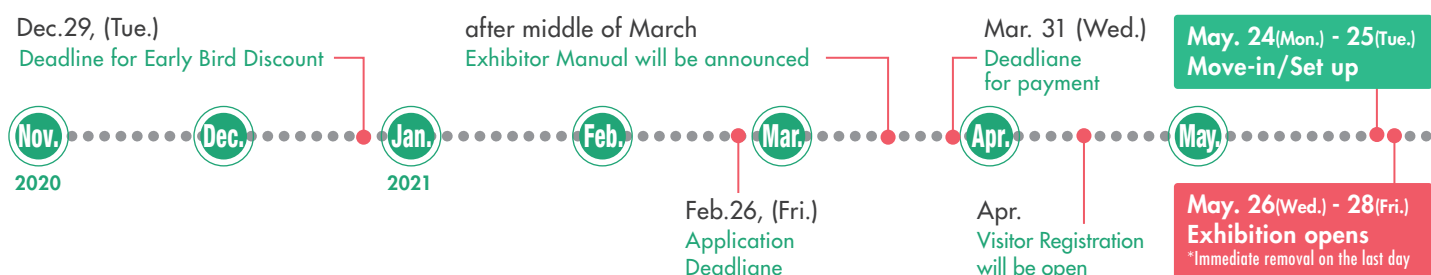 Dec.29, (Tue.)
Deadline for Early Bird Discount
after middle of March
Exhibitor Manual will be announced
Mar. 31 (Wed.)
Deadliane
for payment
May. 24(Mon.) - 25(Tue.)
Move-in/Set up
Nov.
Dec.
Jan.
Feb.
Mar.
Apr.
May.
2020
2021
Feb.26, (Fri.)
Application
Deadliane
Apr.
Visitor Registration
will be open
May. 26(Wed.) - 28(Fri.)
Exhibition opens
*Immediate removal on the last day